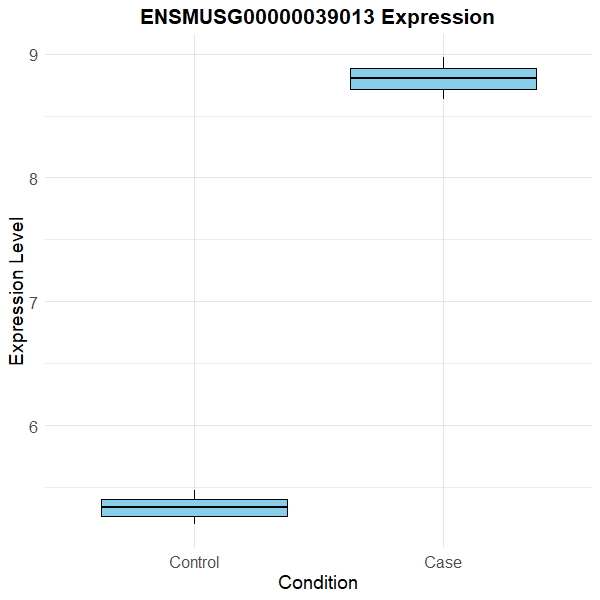 ENSMUSG00000039013 Expression
9
8
7
6
Expression Level
Control Case
Condition